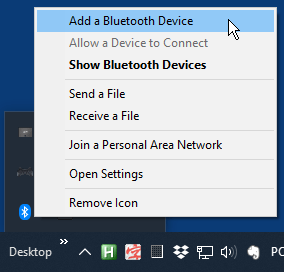 Add a Bluetooth Device
Allow a Device to Connect
Show Bluetooth Devices
Send a File
Receive a File
Join a Personal Area Network
Open Settings
Remove Icon
Desktop
PC